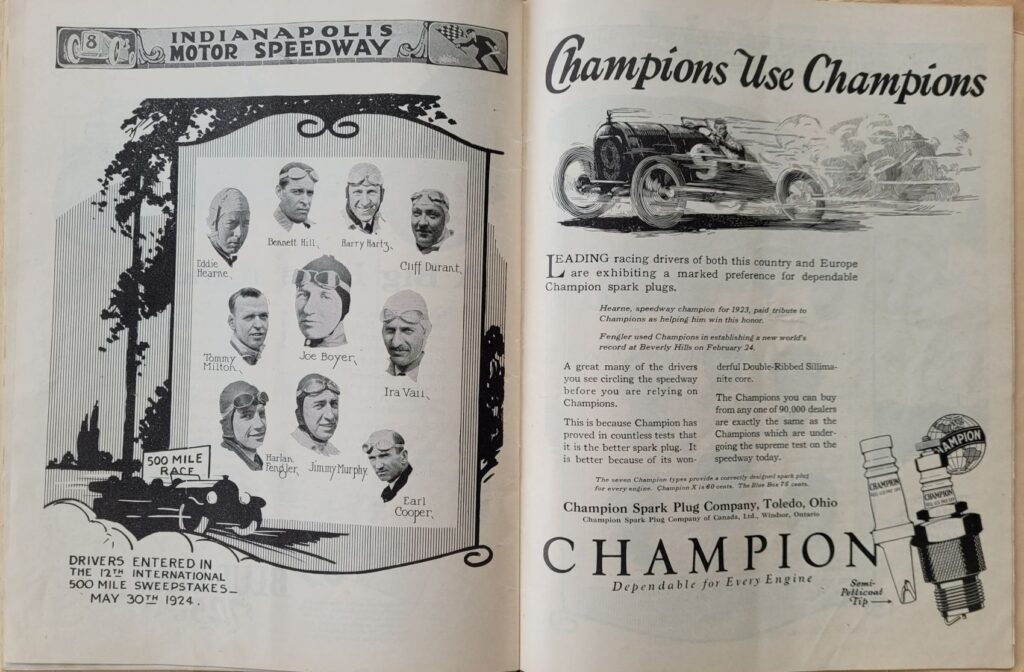 8
INDIANAPOLIS
MOTOR SPEEDWAY
Eddie
Hearne
Bennett Hill
Harry Hartz
Cliff Durant
Tommy
Milton
Joe Boyer
Ira Vail
Harlan
Fengler
Jimmy Murphy
Earl
Cooper
500 MILE
RACE
DRIVERS ENTERED IN
THE 12TH INTERNATIONAL
500 MILE SWEEPSTAKES_
MAY 30TH 1924.
Champions Use Champions
LEADING racing drivers of both this country and Europe
are exhibiting a marked preference for dependable
Champion spark plugs.
Hearne, speedway champion for 1923, paid tribute to
Champions as helping him win this honor.
Fengler used Champions in establishing a new world's
record at Beverly Hills on February 24.
A great many of the drivers
you see circling the speedway
before you are relying on
Champions.
This is because Champion has
proved in countless tests that
it is the better spark plug. It
is better because of its won-
derful Double-Ribbed Sillima-
nite core.
The Champions you can buy
from any one of 90,000 dealers
are exactly the same as the
Champions which are under-
going the supreme test on the
speedway today.
The seven Champion types provide a correctly designed spark plug
for every engine. Champion X is 60 cents. The Blue Box 75 cents.
Champion Spark Plug Company, Toledo, Ohio
Champion Spark Plug Company of Canada, Ltd., Windsor, Ontario
CHAMPION
Dependable for Every Engine
Semi-
Petticoat
Tip
CHAMPION
CHAMPION
CHAMPION